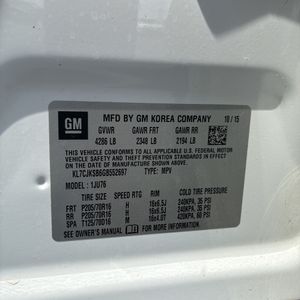 GM
MFD BY GM KOREA COMPANY 10/15
GVWR GAWR FRT GAWR RR
4286 LB 2348 LB 2194 LB
THIS VEHICLE CONFORMS TO ALL APPLICABLE U.S. FEDERAL MOTOR
VEHICLE SAFETY, BUMPER, AND THEFT PREVENTION STANDARDS IN
EFFECT ON THE DATE OF MANUFACTURE SHOWN ABOVE.
KL7CJKSB6GB552697 TYPE: MPV
MODEL: 1JU76
TIRE SIZE SPEED RTG RIM COLD TIRE PRESSURE
FRT P205/70R16 H 16x6.5J 240KPA, 35 PSI
RR P205/70R16 H 16x6.5J 240KPA, 35 PSI
SPA T125/70D16 M 16x4.0T 420KPA, 60 PSI
SEE OWNER'S MANUAL